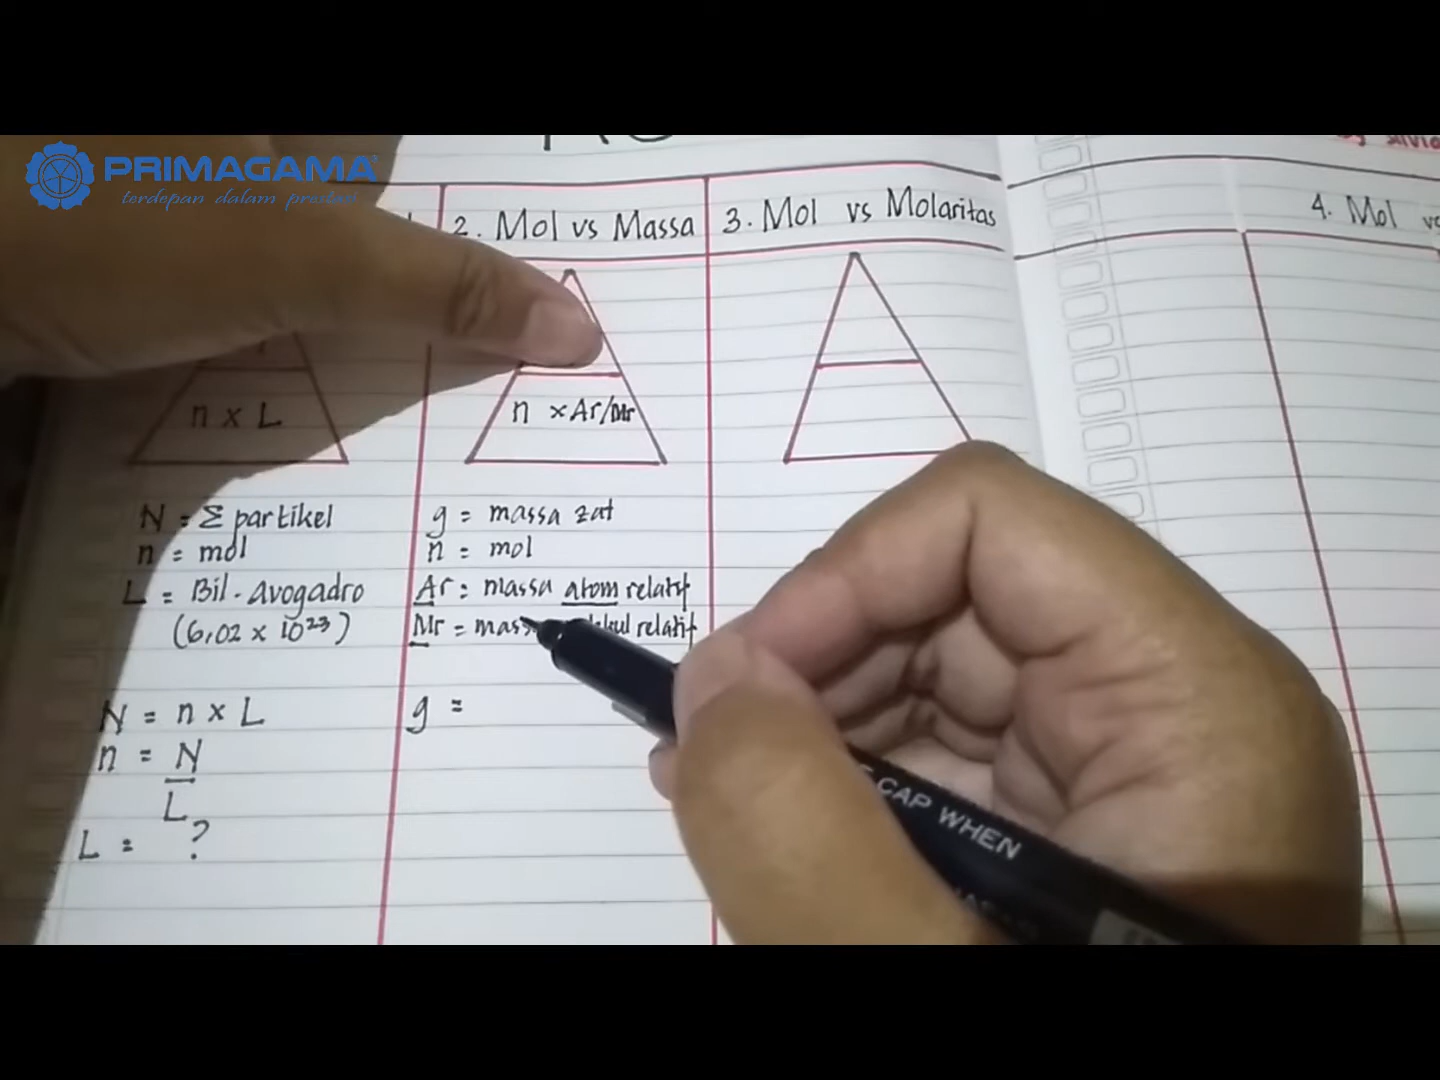 PRIMAGAMA
terdepan dalam prestasi
2. Mol vs Massa
3. Mol vs Molaritas
4. Mol vs
n x L
n x Ar/Mr
N = Σ partikel
n = mol
L = Bil. Avogadro
(6,02 x 10²³)
g = massa zat
n = mol
Ar = massa atom relatif
Mr = mass relatif
N = n x L
n = N
L
L = ?
g =
CAP WHEN